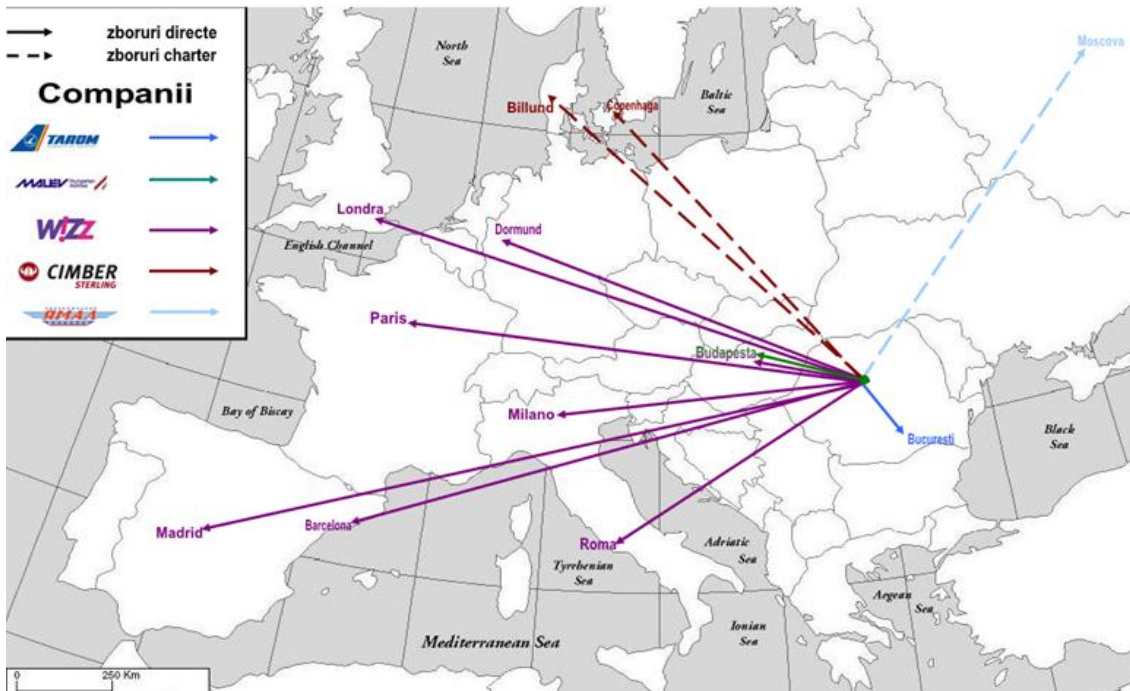 zboruri directe
zboruri charter
Companii
TAROM
MALEV
W!ZZ
CIMBER
STERLING
North
Sea
Baltic
Sea
Moscova
Billund
Copenhaga
Londra
Dormund
English Channel
Paris
Budapesta
Bay of Biscay
Milano
Bucuresti
Black
Sea
Madrid
Barcelona
Roma
Adriatic
Sea
Tyrrhenian
Sea
Aegean
Sea
Ionian
Sea
Mediterranean Sea
0 250 Km